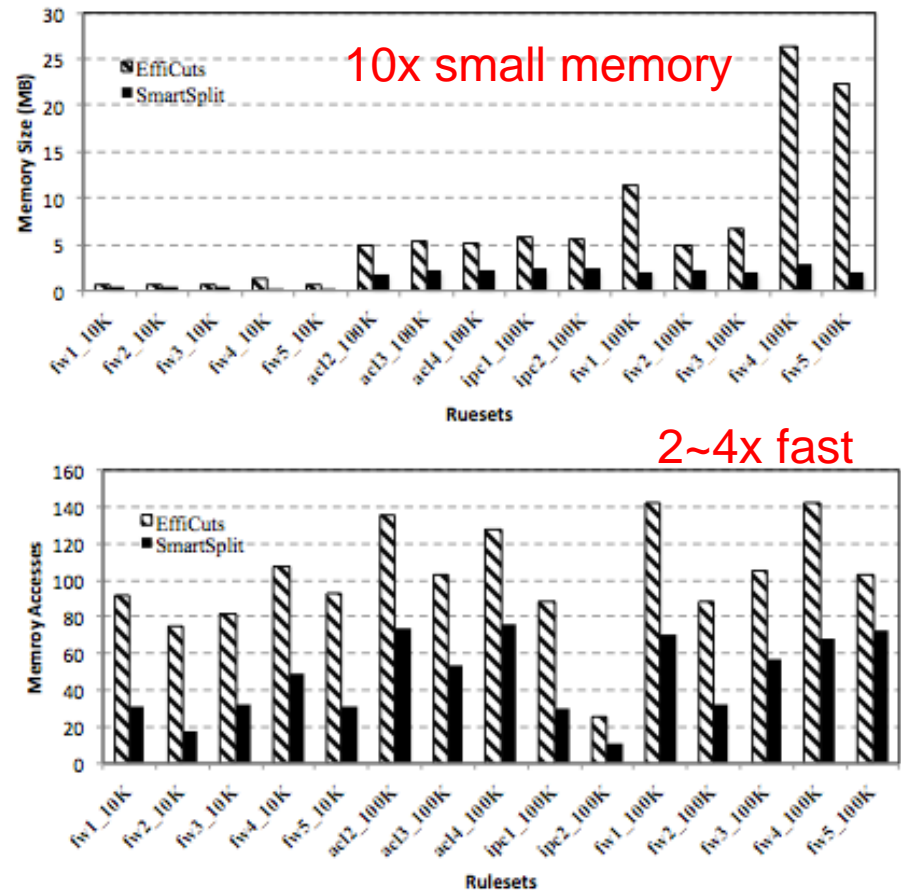 30
25
20
15
10
5
0
Memory Size (MB)
EffiCuts
SmartSplit
10x small memory
fw1_10K
fw2_10K
fw3_10K
fw4_10K
fw5_10K
acl2_100K
acl3_100K
acl4_100K
ipc1_100K
ipc2_100K
fw1_100K
fw2_100K
fw3_100K
fw4_100K
fw5_100K
Ruesets
2~4x fast
160
140
120
100
80
60
40
20
0
Memroy Accesses
EffiCuts
SmartSplit
fw1_10K
fw2_10K
fw3_10K
fw4_10K
fw5_10K
acl2_100K
acl3_100K
acl4_100K
ipc1_100K
ipc2_100K
fw1_100K
fw2_100K
fw3_100K
fw4_100K
fw5_100K
Rulesets